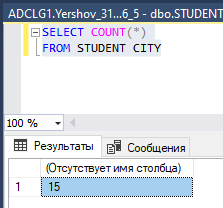 ADCLG1.Yershov_31...6_5 - dbo.STUDENT
SELECT COUNT(*)
FROM STUDENT CITY
100 %
Результаты Сообщения
(Отсутствует имя столбца)
1 15